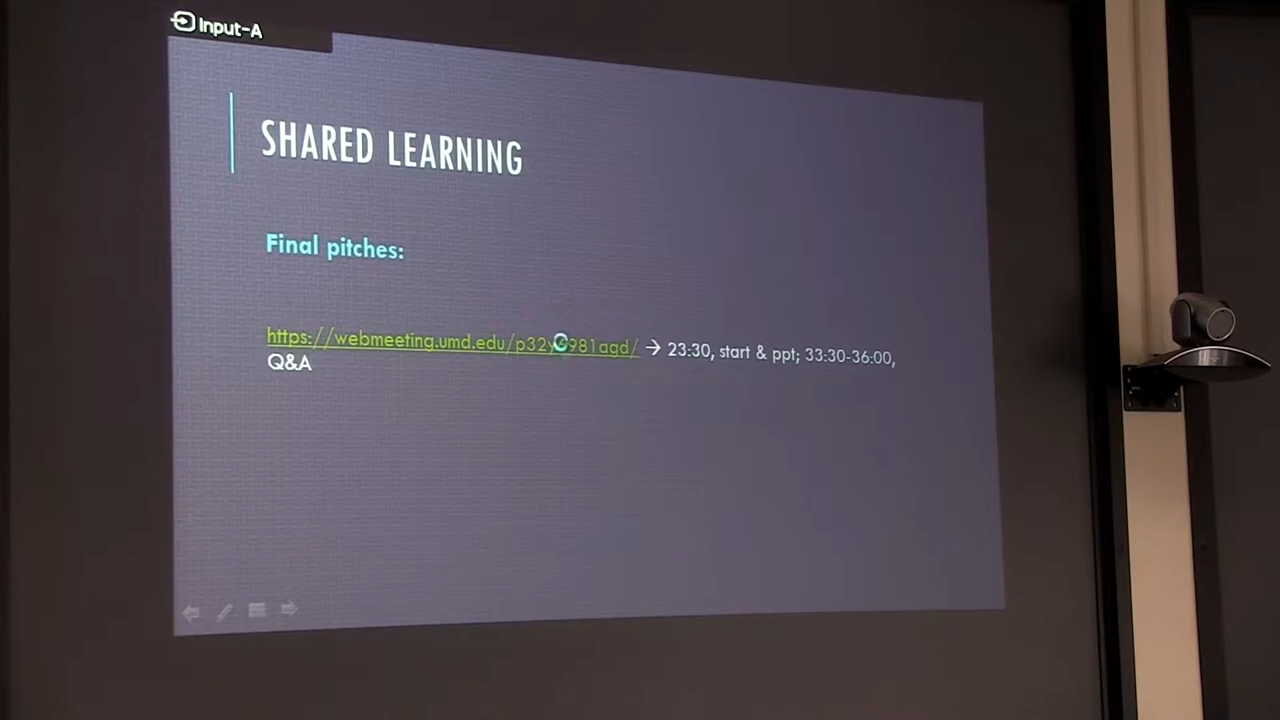 Input-A
SHARED LEARNING
Final pitches:
→ 23:30, start & ppt; 33:30-36:00,
Q&A